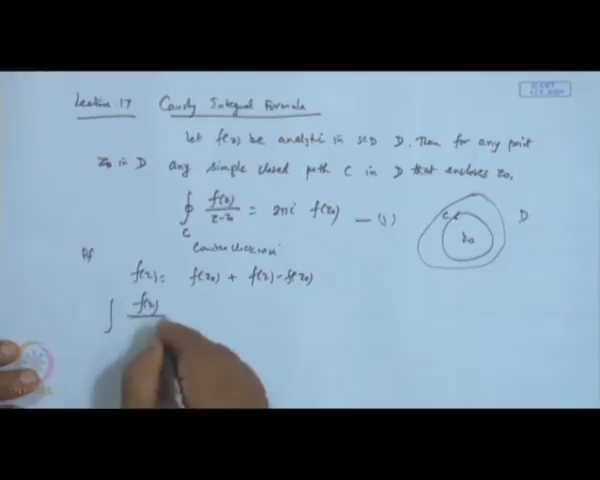 Lecture 17 Cauchy Integral Formula
Let f(z) be analytic in SCD D. Then for any point
z₀ in D any simple closed path C in D that encloses z₀,
∮ f(z)/z-z₀ = 2πi f(z₀) — (1)
C
Counterclockwise
C
D
z₀
Pf
f(z) = f(z₀) + f(z) - f(z₀)
∫ f(z)
NPTEL